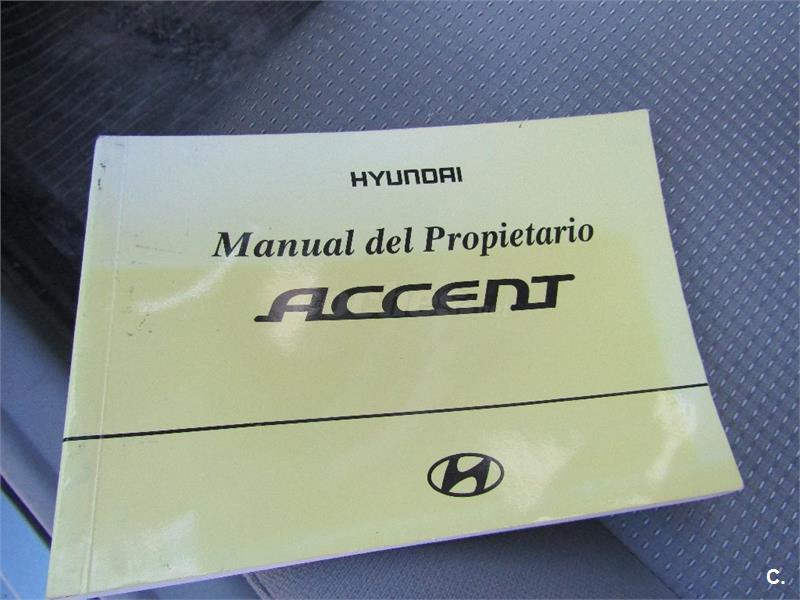 HYUNDAI
Manual del Propietario
ACCENT
C.